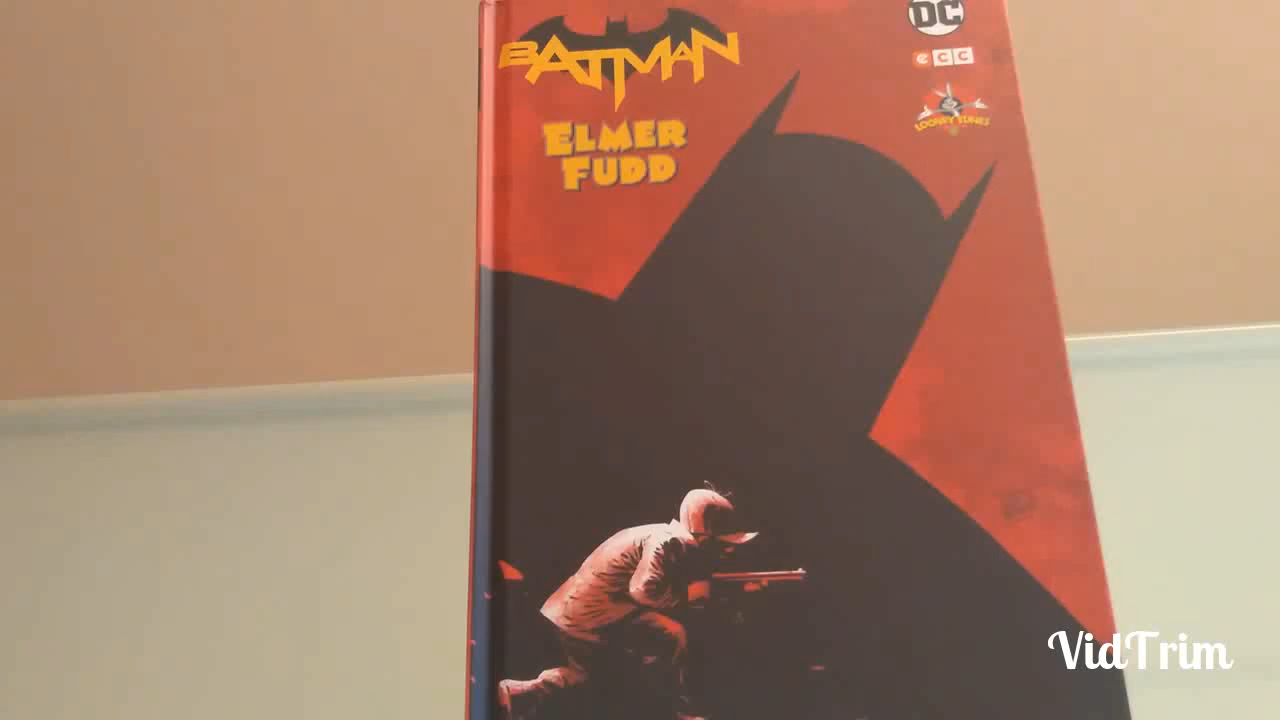 BATMAN
ELMER
FUDD
DC
ecc
LOONEY TUNES
VidTrim